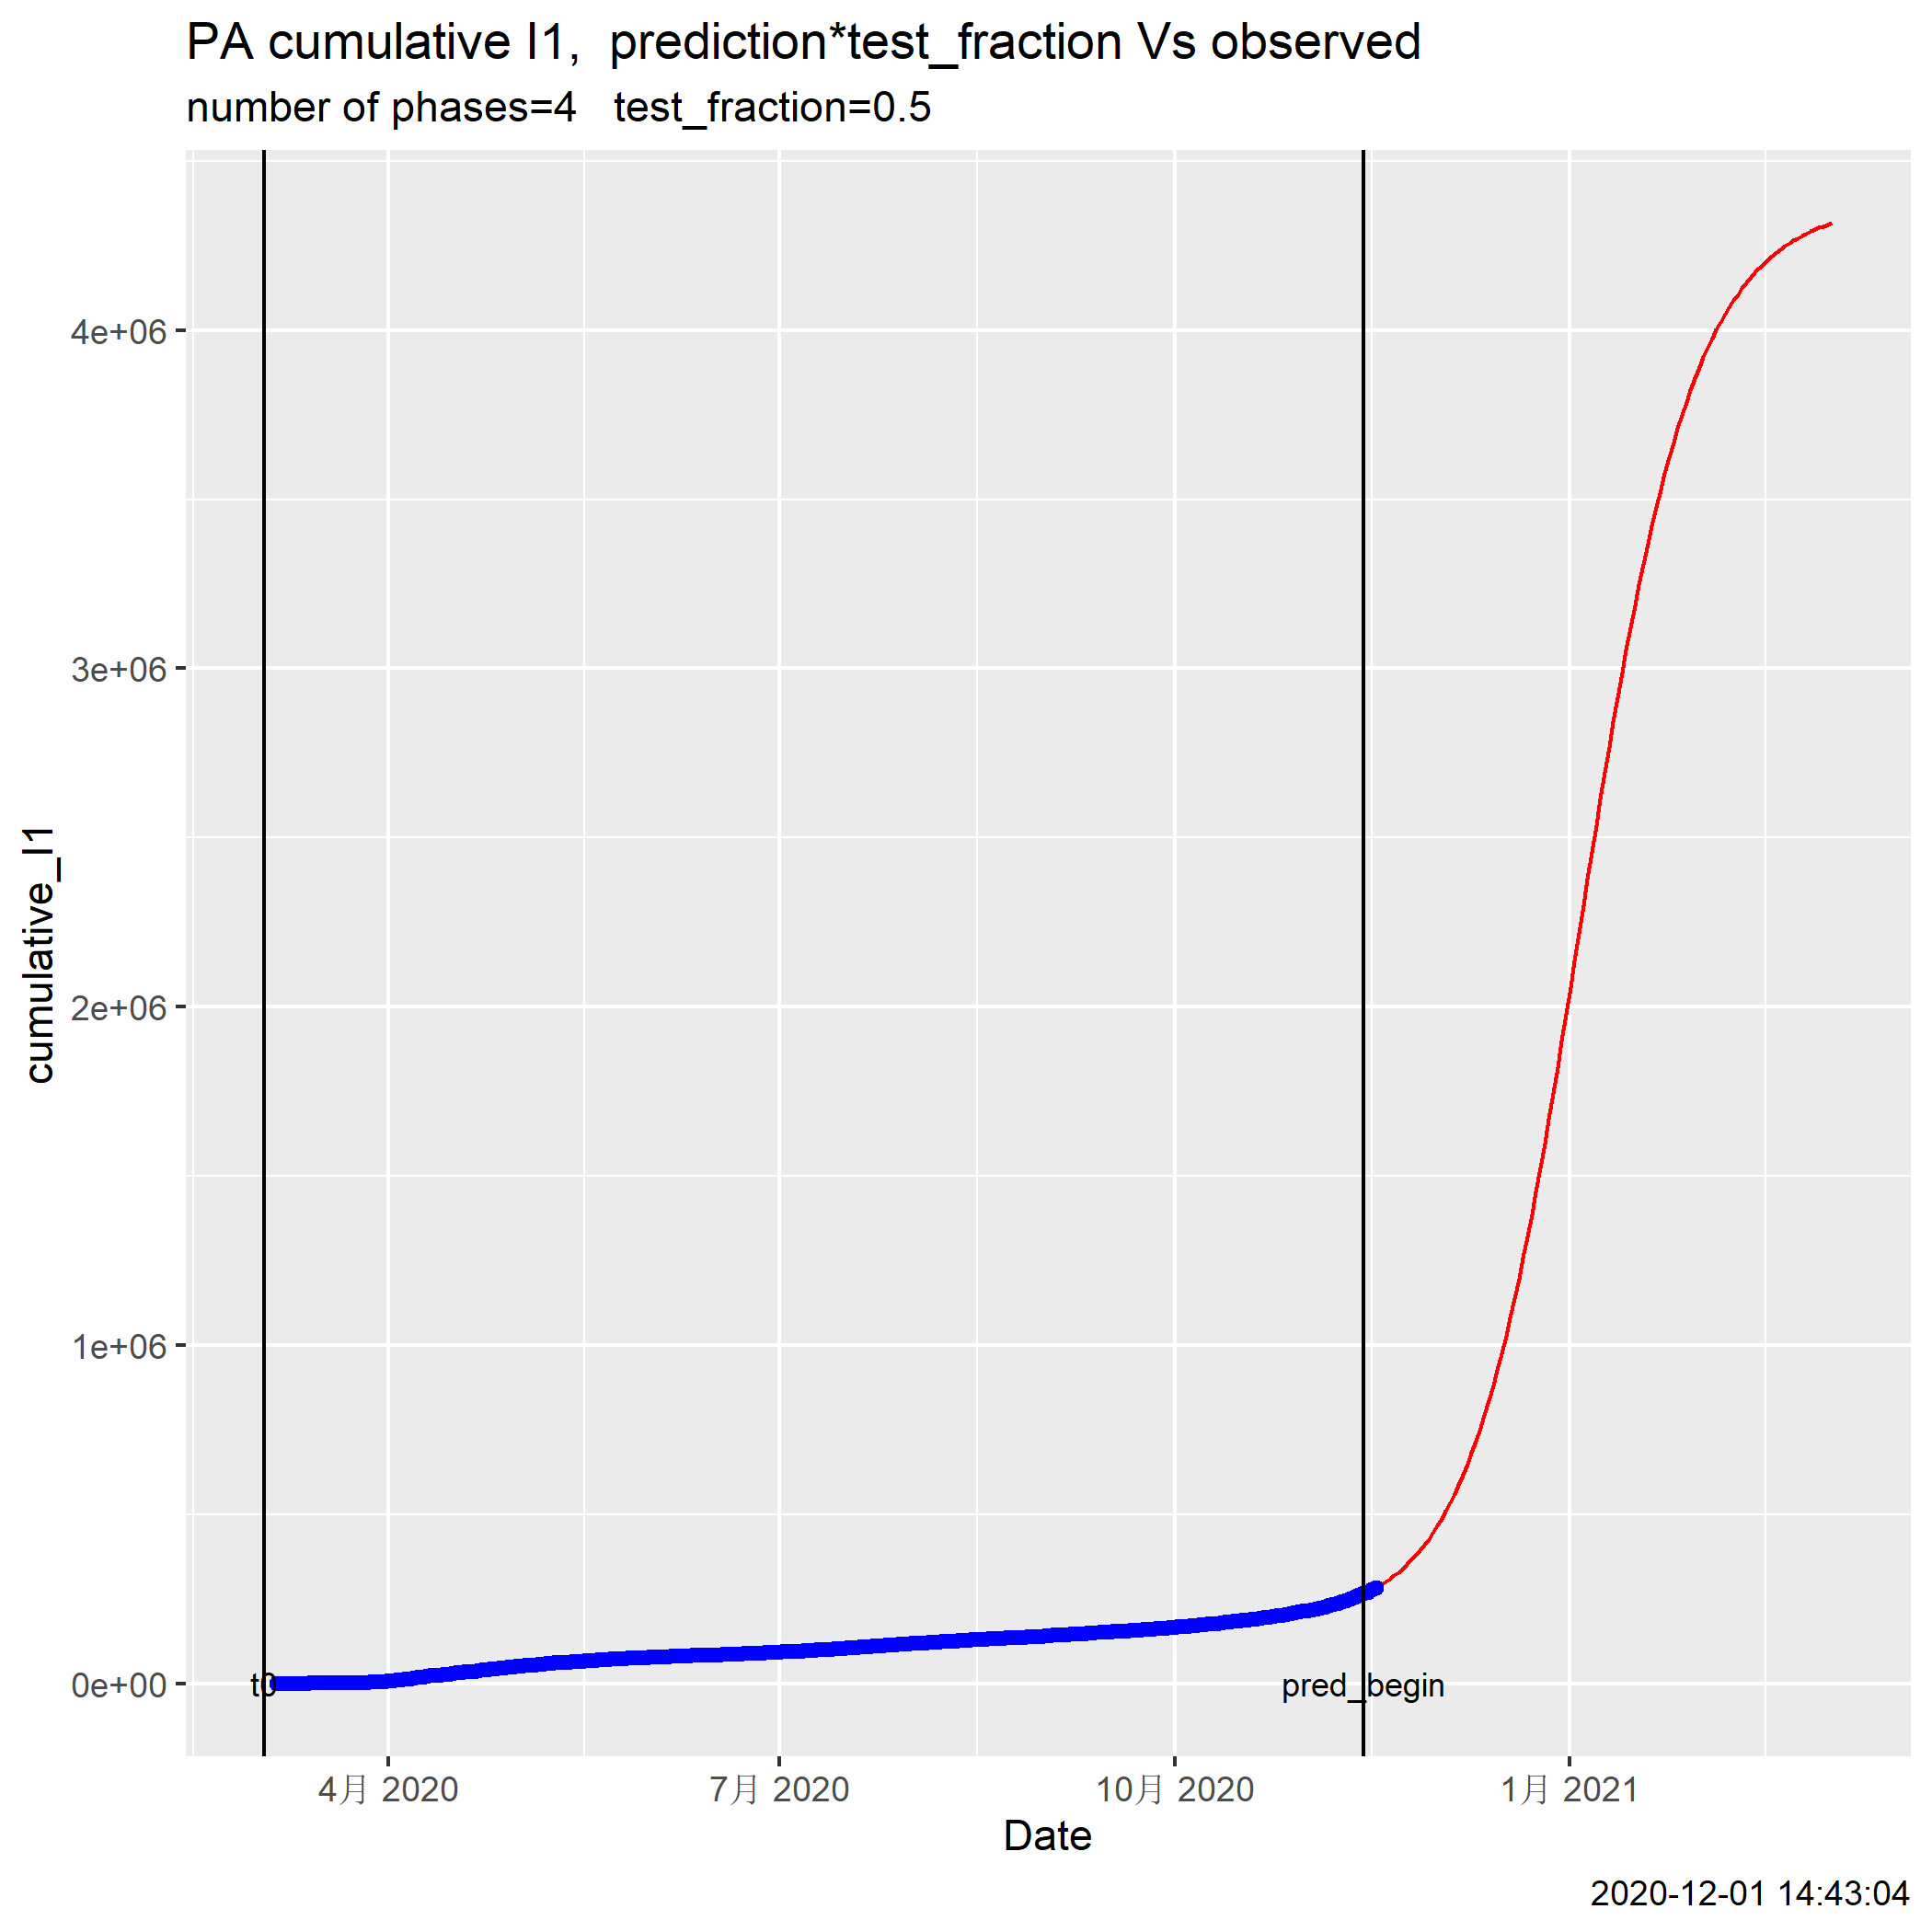 PA cumulative I1,  prediction*test_fraction Vs observed
number of phases=4   test_fraction=0.5
cumulative_I1
4e+06
3e+06
2e+06
1e+06
0e+00
t0
pred_begin
4月 2020
7月 2020
10月 2020
1月 2021
Date
2020-12-01 14:43:04